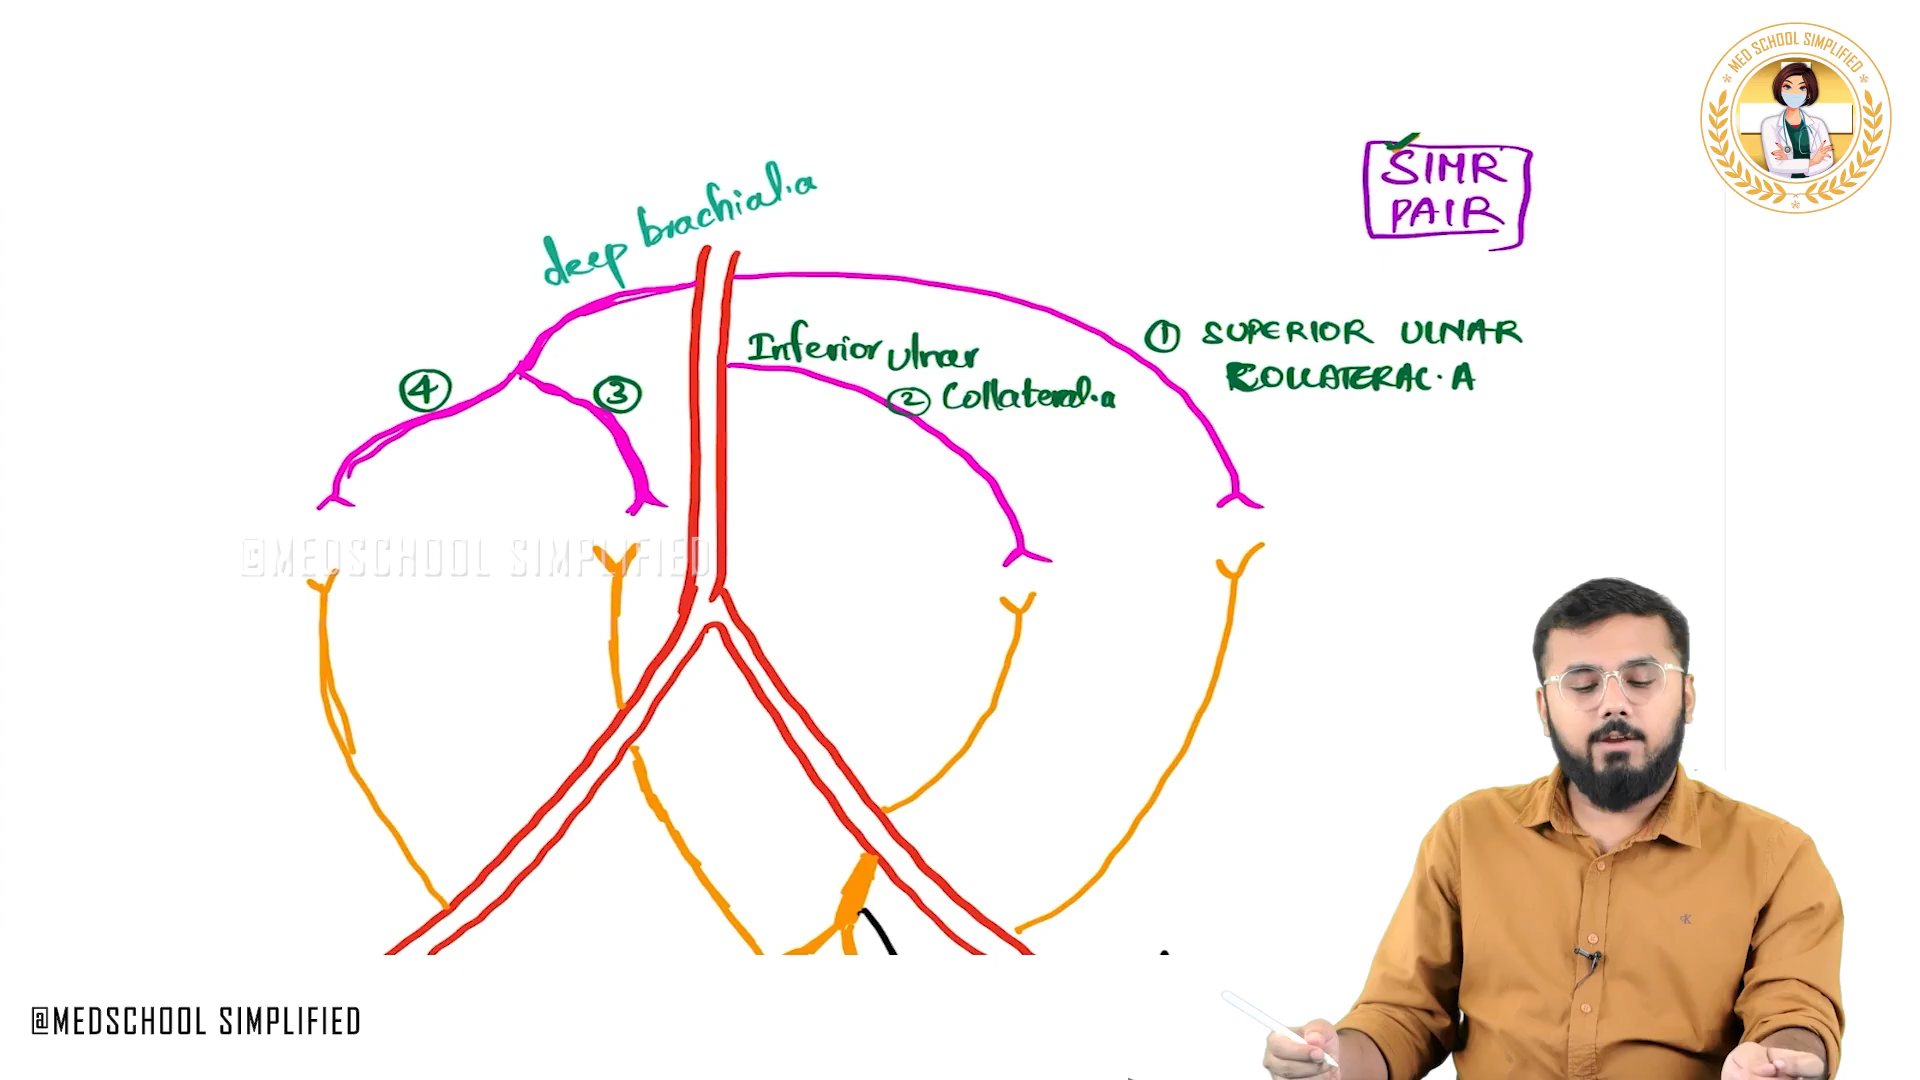 MED SCHOOL SIMPLIFIED
SIMR
PAIR
deep brachial.a
Inferior ulnar
② Collateral.a
① SUPERIOR ULNAR
COLLATERAL.A
④
③
@MEDSCHOOL SIMPLIFIED
@MEDSCHOOL SIMPLIFIED